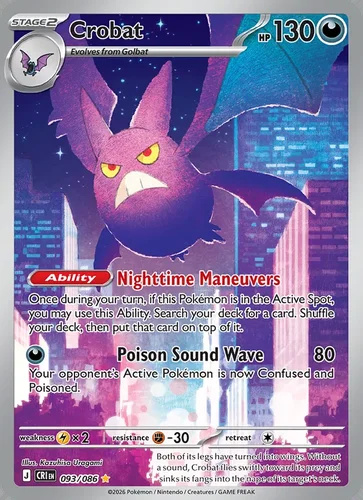 STAGE2
Crobat
HP 130
Evolves from Golbat
Ability Nighttime Maneuvers
Once during your turn, if this Pokémon is in the Active Spot,
you may use this Ability. Search your deck for a card. Shuffle
your deck, then put that card on top of it.
Poison Sound Wave 80
Your opponent's Active Pokémon is now Confused and
Poisoned.
weakness ×2 resistance -30 retreat
Illus. Kazuhisa Uragami
J CRI EN 093/086
Both of its legs have turned into wings. Without
a sound, Crobat flies swiftly toward its prey and
sinks its fangs into the nape of its target's neck.
©2026 Pokémon / Nintendo / Creatures / GAME FREAK